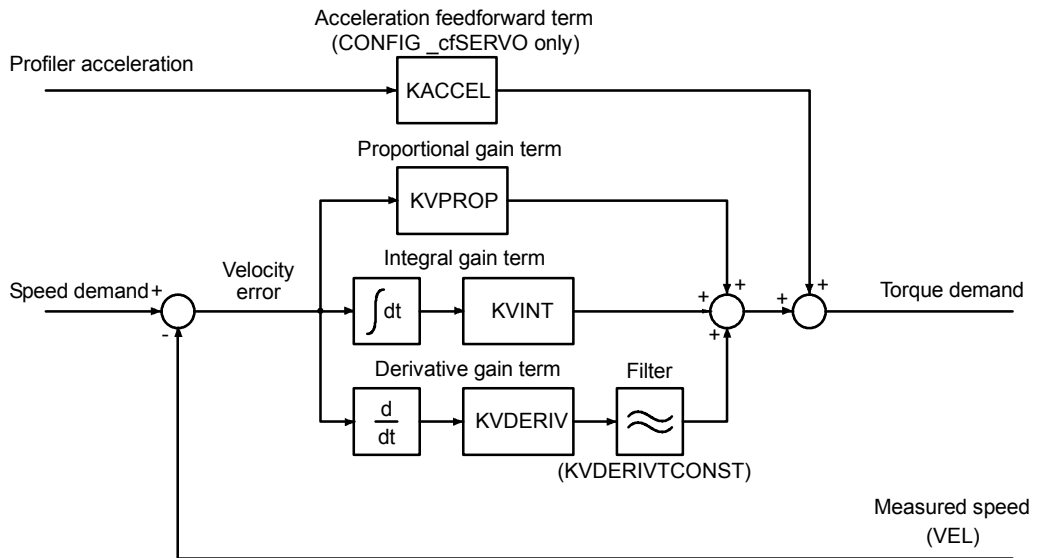 Acceleration feedforward term
(CONFIG _cfSERVO only)
Profiler acceleration
KACCEL
Proportional gain term
KVPROP
+
Integral gain term
Velocity
error
Speed demand +
-
∫dt
KVINT
+
+
+
+
Torque demand
+
Derivative gain term
Filter
d
dt
KVDERIV
(KVDERIVTCONST)
Measured speed
(VEL)